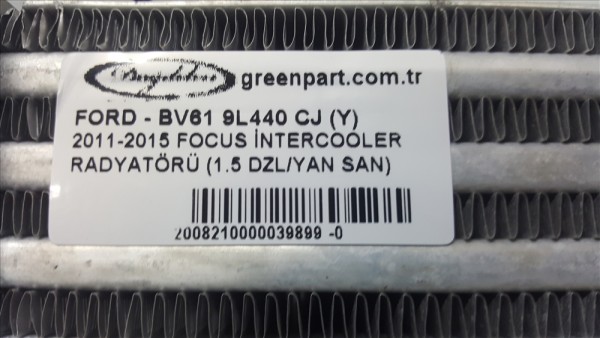 greenpart.com.tr
FORD - BV61 9L440 CJ (Y)
2011-2015 FOCUS İNTERCOOLER
RADYATÖRÜ (1.5 DZL/YAN SAN)
2008210000039899 -0